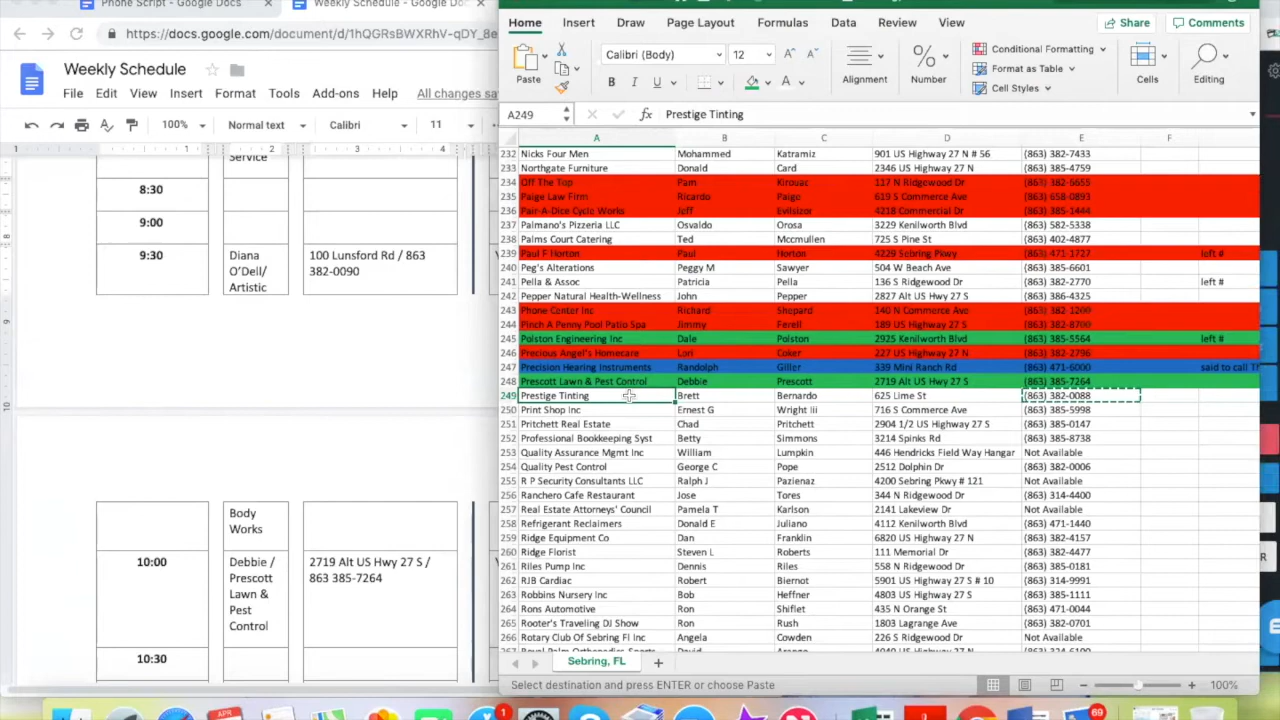 Phone Script - Google Docs
Weekly Schedule - Google Docs
https://docs.google.com/document/d/1hQGRsBWXRhV-qDY_8e
Weekly Schedule
File Edit View Insert Format Tools Add-ons Help All changes sav
100% Normal text Calibri 11
1 1 2 3 4
Service
8:30
9:00
9:30 Diana O'Dell/ Artistic 100 Lunsford Rd / 863 382-0090
Body Works
10:00 Debbie / Prescott Lawn & Pest Control 2719 Alt US Hwy 27 S / 863 385-7264
10:30
Home Insert Draw Page Layout Formulas Data Review View Share Comments
Paste Calibri (Body) 12 Alignment Number Conditional Formatting Format as Table Cell Styles Cells Editing
A249 fx Prestige Tinting
A B C D E F
232 Nicks Four Men Mohammed Katramiz 901 US Highway 27 N # 56 (863) 382-7433
233 Northgate Furniture Donald Card 2346 US Highway 27 N (863) 385-4759
234 Off The Top Pam Kirouac 117 N Ridgewood Dr (863) 382-5655
235 Paige Law Firm Ricardo Paige 619 S Commerce Ave (863) 658-0893
236 Pair-A-Dice Cycle Works Jeff Evilsizor 4218 Commercial Dr (863) 385-1444
237 Palmano's Pizzeria LLC Osvaldo Orosa 3229 Kenilworth Blvd (863) 582-5338
238 Palms Court Catering Ted Mccmullen 725 S Pine St (863) 402-4877
239 Paul F Horton Paul Horton 4229 Sebring Pkwy (863) 471-1727 left #
240 Peg's Alterations Peggy M Sawyer 504 W Beach Ave (863) 385-6601
241 Pella & Assoc Patricia Pella 136 S Ridgewood Dr (863) 382-2770 left #
242 Pepper Natural Health-Wellness John Pepper 2827 Alt US Hwy 27 S (863) 386-4325
243 Phone Center Inc Richard Shepard 140 N Commerce Ave (863) 382-1200
244 Pinch A Penny Pool Patio Spa Jimmy Ferell 189 US Highway 27 S (863) 382-8700
245 Polston Engineering Inc Dale Polston 2925 Kenilworth Blvd (863) 385-5564 left #
246 Precious Angel's Homecare Lori Coker 227 US Highway 27 N (863) 382-2796
247 Precision Hearing Instruments Randolph Giller 339 Mini Ranch Rd (863) 471-6000 said to call Th
248 Prescott Lawn & Pest Control Debbie Prescott 2719 Alt US Hwy 27 S (863) 385-7264
249 Prestige Tinting Brett Bernardo 625 Lime St (863) 382-0088
250 Print Shop Inc Ernest G Wright Iii 716 S Commerce Ave (863) 385-5998
251 Pritchett Real Estate Chad Pritchett 2904 1/2 US Highway 27 S (863) 385-0147
252 Professional Bookkeeping Syst Betty Simmons 3214 Spinks Rd (863) 385-8738
253 Quality Assurance Mgmt Inc William Lumpkin 446 Hendricks Field Way Hangar Not Available
254 Quality Pest Control George C Pope 2512 Dolphin Dr (863) 382-0006
255 R P Security Consultants LLC Ralph J Pazienaz 4200 Sebring Pkwy # 121 Not Available
256 Ranchero Cafe Restaurant Jose Tores 344 N Ridgewood Dr (863) 314-4400
257 Real Estate Attorveys' Council Pamela T Karlson 2141 Lakeview Dr Not Available
258 Refrigerant Reclaimers Donald E Juliano 4112 Kenilworth Blvd (863) 471-1440
259 Ridge Equipment Co Dan Franklin 6820 US Highway 27 N (863) 382-4157
260 Ridge Florist Steven L Roberts 111 Memorial Dr (863) 382-4477
261 Riles Pump Inc Dennis Riles 558 N Ridgewood Dr (863) 385-0181
262 RJB Cardiac Robert Biernot 5901 US Highway 27 S # 10 (863) 314-9991
263 Robbins Nursery Inc Bob Heffner 4803 US Highway 27 S (863) 385-1111
264 Rons Automotive Ron Shiflet 435 N Orange St (863) 471-0044
265 Rooter's Traveling DJ Show Ron Rush 1803 Lagrave Ave (863) 382-0701
266 Rotary Club Of Sebring Fl Inc Angela Cowden 226 S Ridgewood Dr Not Available
Sebring, FL
Select destination and press ENTER or choose Paste 100%
APR
1
69